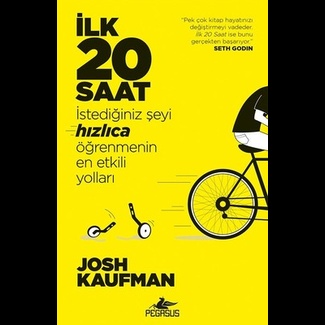 İLK
20
SAAT
İstediğiniz şeyi
hızlıca
öğrenmenin
en etkili
yolları
"Pek çok kitap hayatınızı
değiştirmeyi vadeder,
İlk 20 Saat ise bunu
gerçekten başarıyor."
SETH GODIN
JOSH
KAUFMAN
PEGASUS